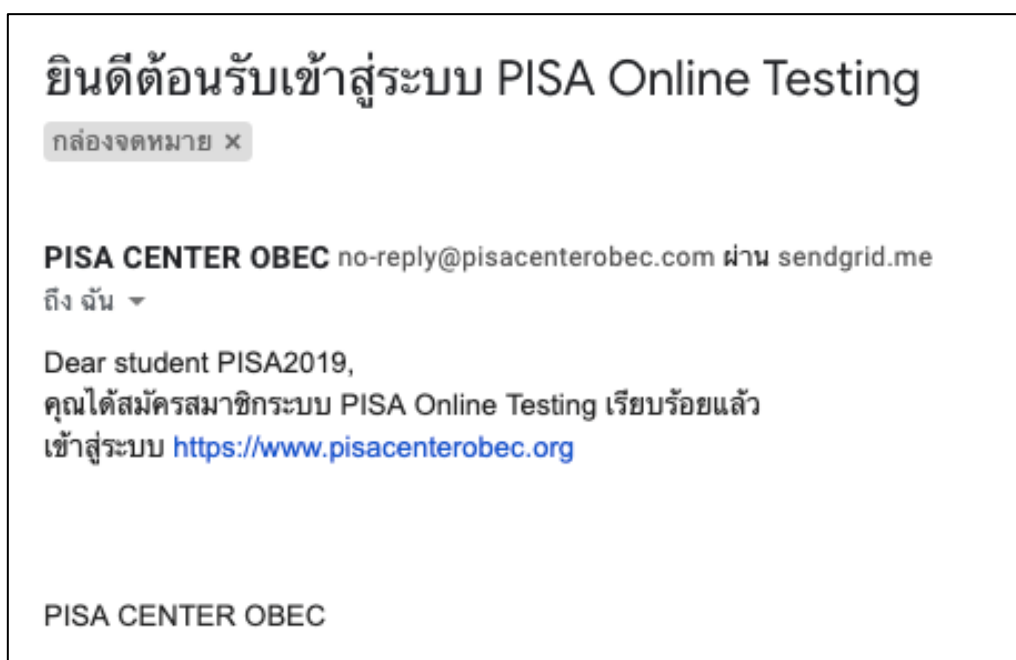 ยินดีต้อนรับเข้าสู่ระบบ PISA Online Testing
กล่องจดหมาย ×
PISA CENTER OBEC no-reply@pisacenterobec.com ผ่าน sendgrid.me
ถึง ฉัน
Dear student PISA2019,
คุณได้สมัครสมาชิกระบบ PISA Online Testing เรียบร้อยแล้ว
เข้าสู่ระบบ https://www.pisacenterobec.org
PISA CENTER OBEC